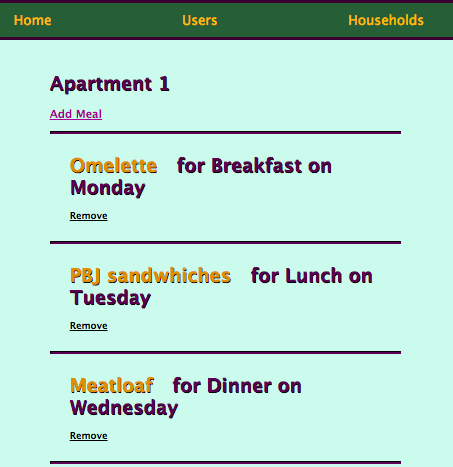 Home Users Households
Apartment 1
Add Meal
Omelette for Breakfast on
Monday
Remove
PBJ sandwhiches for Lunch on
Tuesday
Remove
Meatloaf for Dinner on
Wednesday
Remove